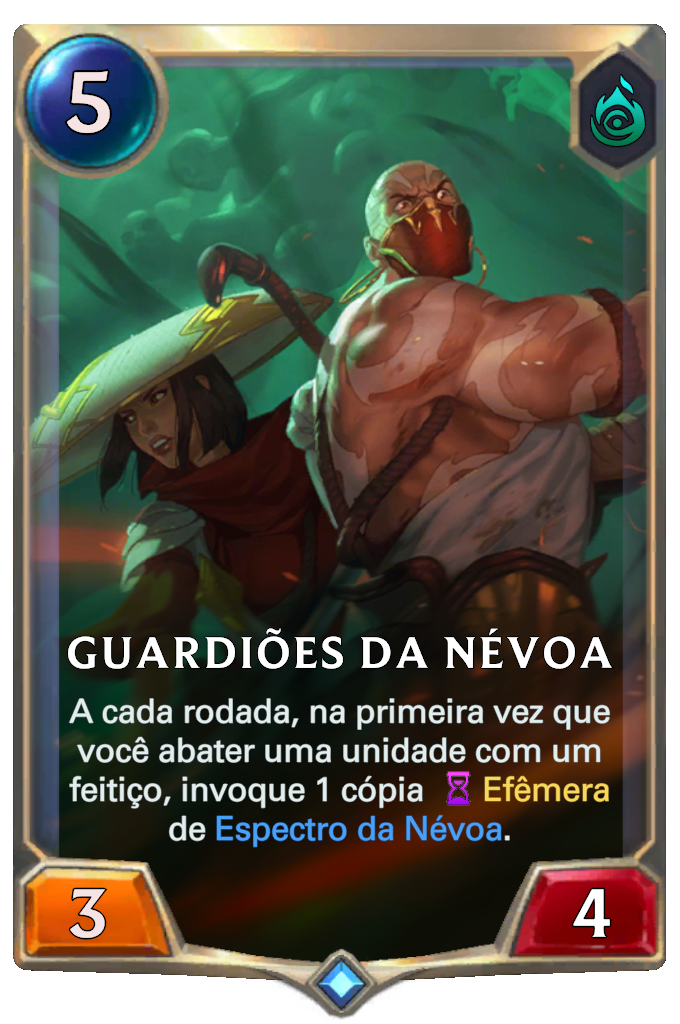 5
GUARDIÕES DA NÉVOA
A cada rodada, na primeira vez que
você abater uma unidade com um
feitiço, invoque 1 cópia Efêmera
de Espectro da Névoa.
3
4